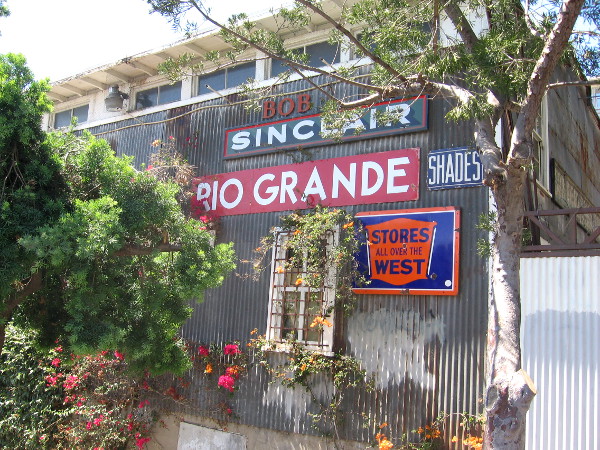 BOB
SINCLAIR
RIO GRANDE
SHADES
STORES
ALL OVER THE
WEST